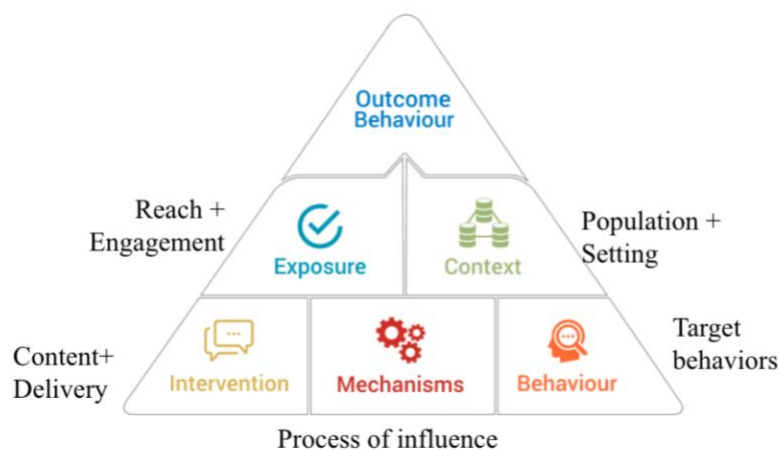 Outcome
Behaviour
Reach +
Engagement
Exposure
Context
Population +
Setting
Content+
Delivery
Intervention
Mechanisms
Behaviour
Target
behaviors
Process of influence